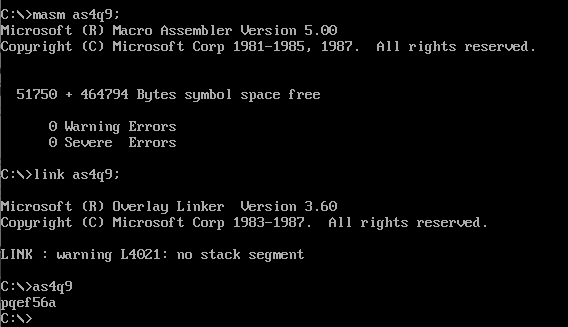 C:\>masm as4q9;
Microsoft (R) Macro Assembler Version 5.00
Copyright (C) Microsoft Corp 1981-1985, 1987.  All rights reserved.
51750 + 464794 Bytes symbol space free
0 Warning Errors
0 Severe  Errors
C:\>link as4q9;
Microsoft (R) Overlay Linker  Version 3.60
Copyright (C) Microsoft Corp 1983-1987.  All rights reserved.
LINK : warning L4021: no stack segment
C:\>as4q9
pqef56a
C:\>